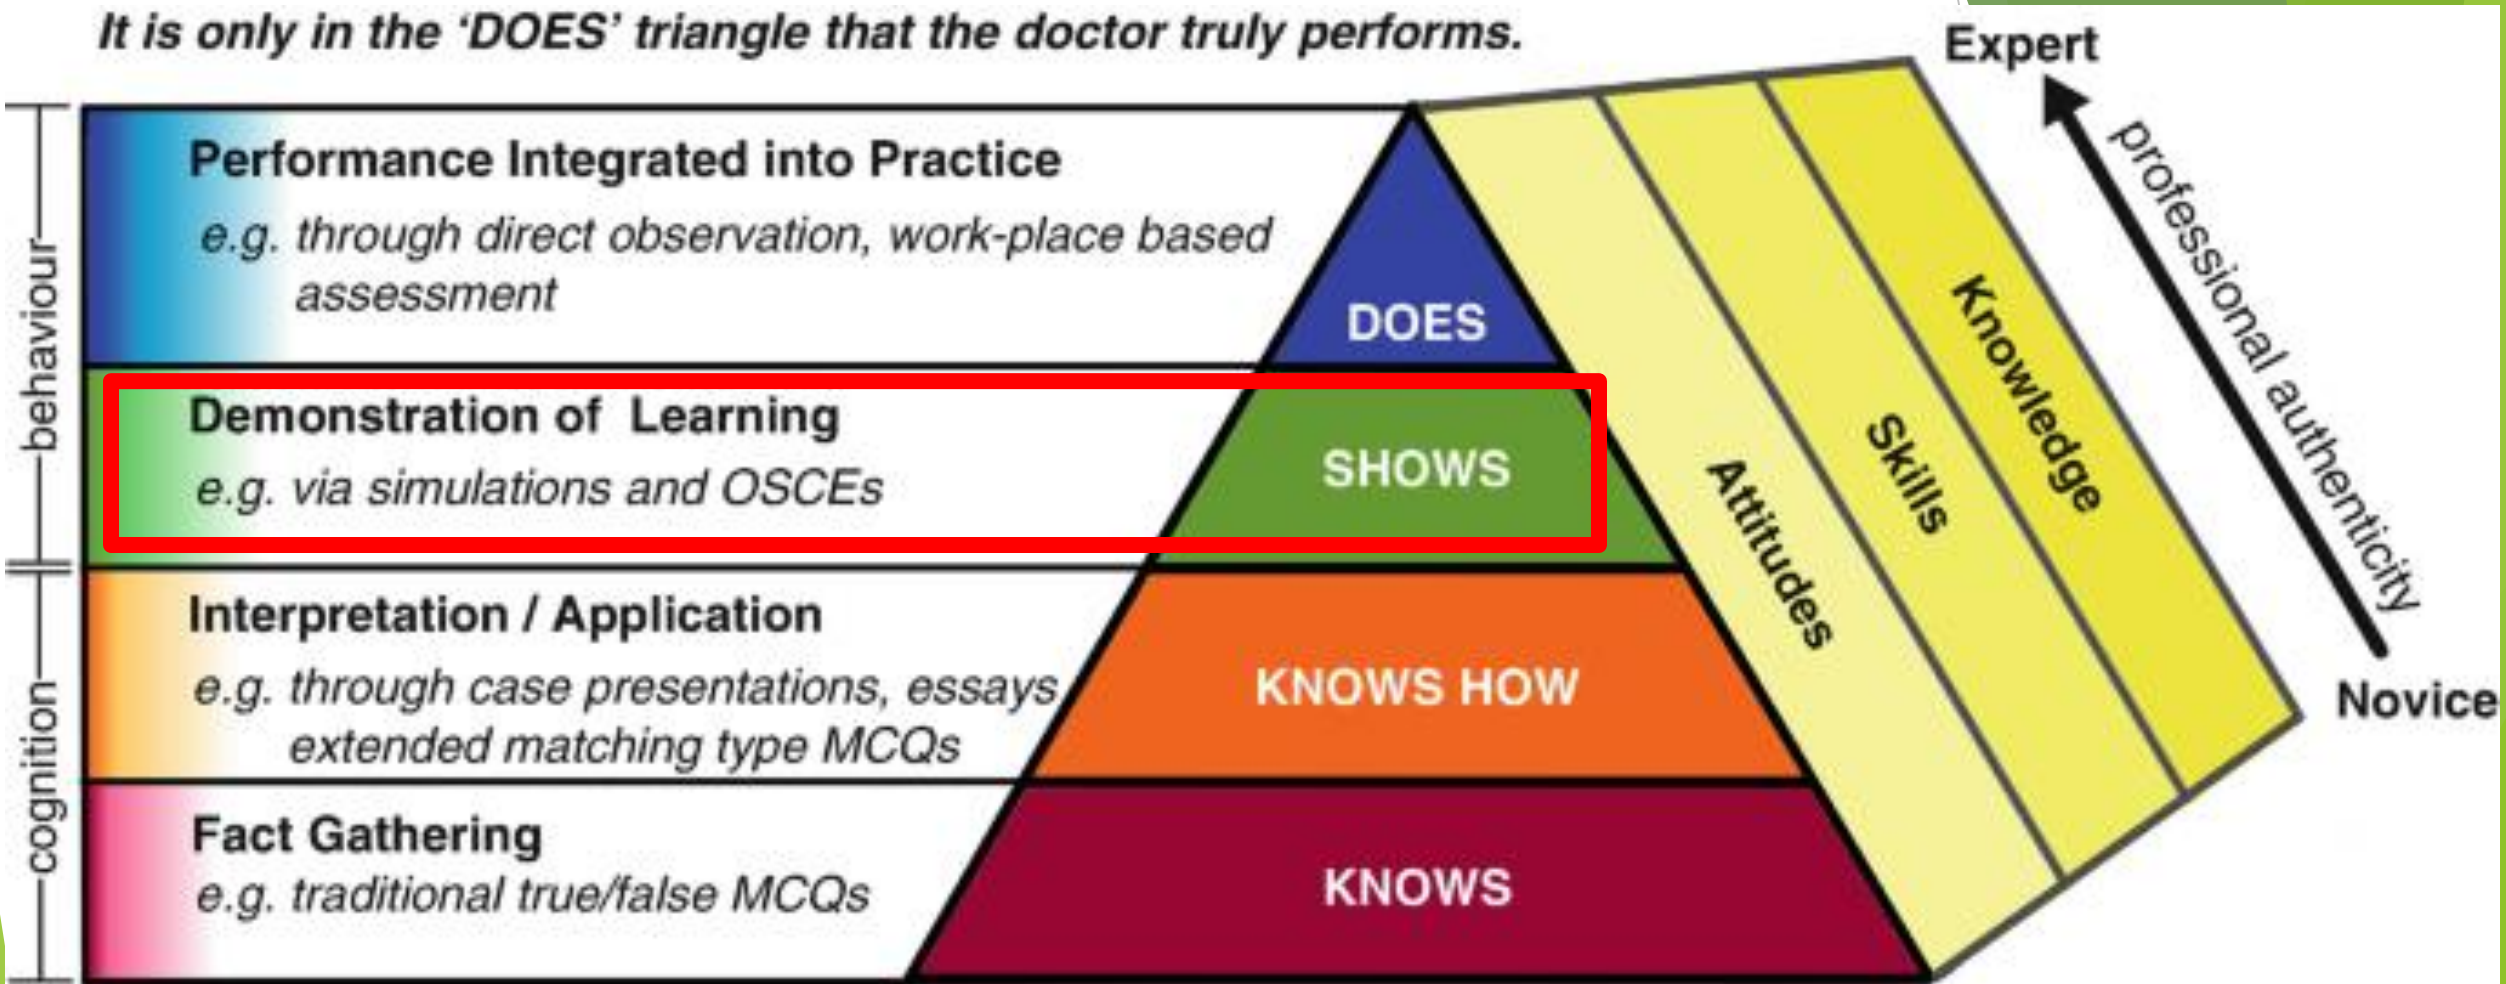 It is only in the ‘DOES’ triangle that the doctor truly performs.
Expert
professional authenticity
Novice
behaviour
cognition
Performance Integrated into Practice
e.g. through direct observation, work-place based
assessment
DOES
Demonstration of Learning
e.g. via simulations and OSCEs
SHOWS
Interpretation / Application
e.g. through case presentations, essays
extended matching type MCQs
KNOWS HOW
Fact Gathering
e.g. traditional true/false MCQs
KNOWS
Attitudes
Skills
Knowledge